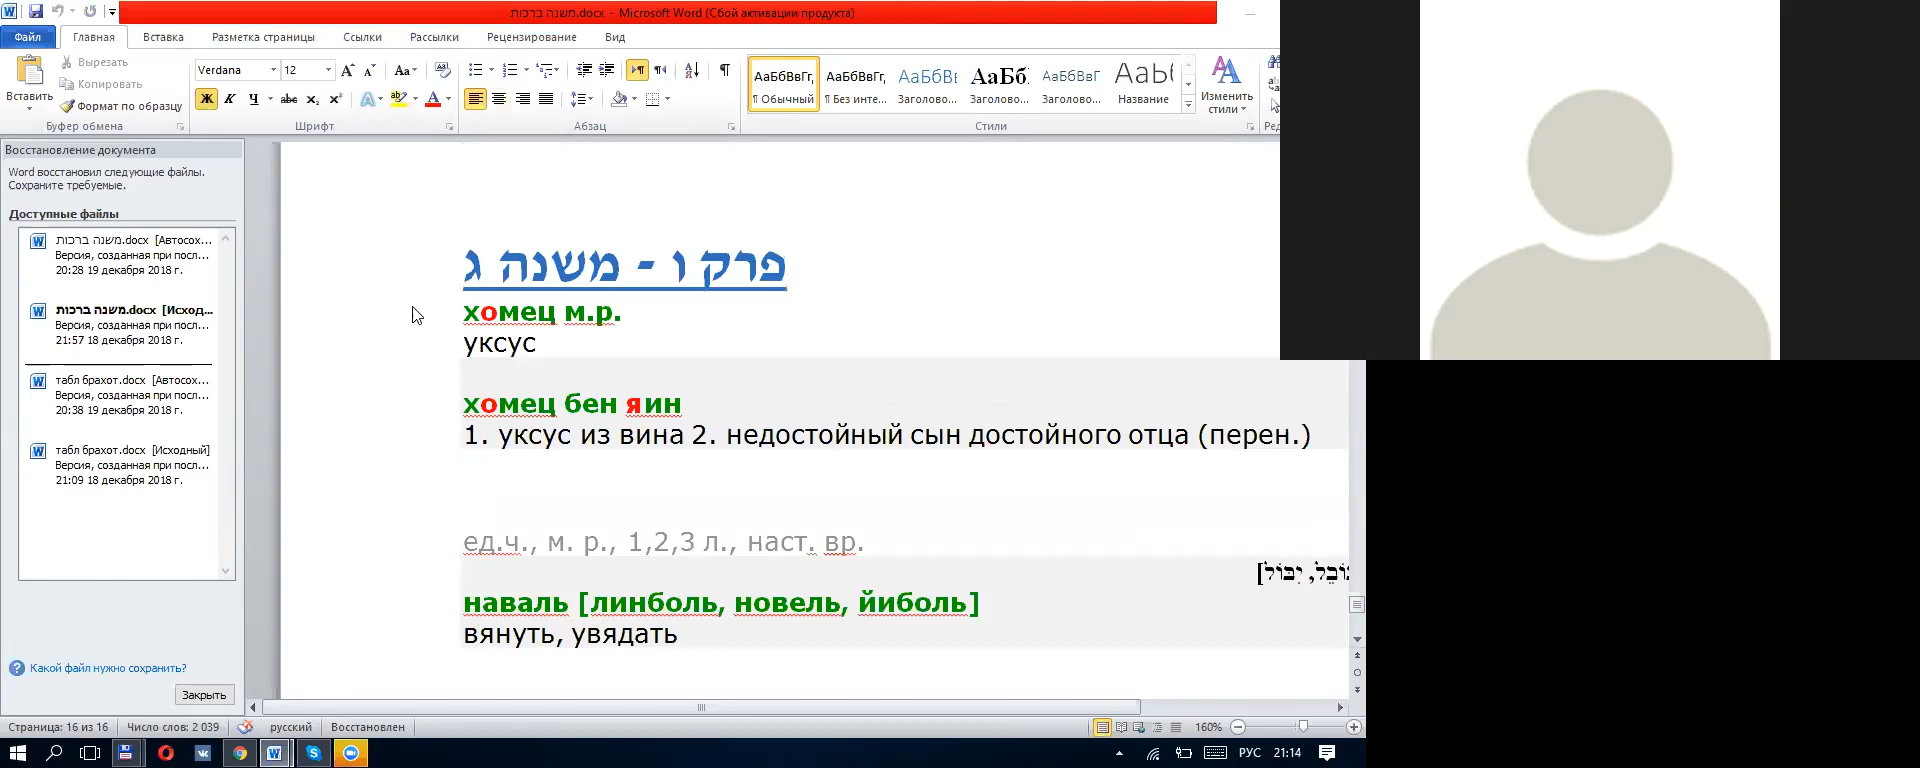 משנה ברכות.docx - Microsoft Word (Сбой активации продукта)
Файл Главная Вставка Разметка страницы Ссылки Рассылки Рецензирование Вид
Вставить
Вырезать
Копировать
Формат по образцу
Буфер обмена
Verdana 12
Шрифт
Абзац
АаБбВвГг,
¶ Обычный
АаБбВвГг,
¶ Без инте...
АаБбВв
Заголово...
АаБбІ
Заголово...
АаБбВвГ
Заголово...
АаБ
Название
Стили
Изменить
стили
Ред
Восстановление документа
Word восстановил следующие файлы.
Сохраните требуемые.
Доступные файлы
משנה ברכות.docx [Автосох...
Версия, созданная при посл...
20:28 19 декабря 2018 г.
משנה ברכות.docx [Исход...
Версия, созданная при посл...
21:57 18 декабря 2018 г.
табл брахот.docx [Автосох...
Версия, созданная при посл...
20:38 19 декабря 2018 г.
табл брахот.docx [Исходный]
Версия, созданная при посл...
21:09 18 декабря 2018 г.
Какой файл нужно сохранить?
Закрыть
פרק ו - משנה ג
хомец м.р.
уксус
хомец бен яин
1. уксус из вина 2. недостойный сын достойного отца (перен.)
ед.ч., м. р., 1,2,3 л., наст. вр.
יִבּוֹל]
наваль [линболь, новель, йиболь]
вянуть, увядать
Страница: 16 из 16 Число слов: 2 039 русский Восстановлен 160%
РУС 21:14